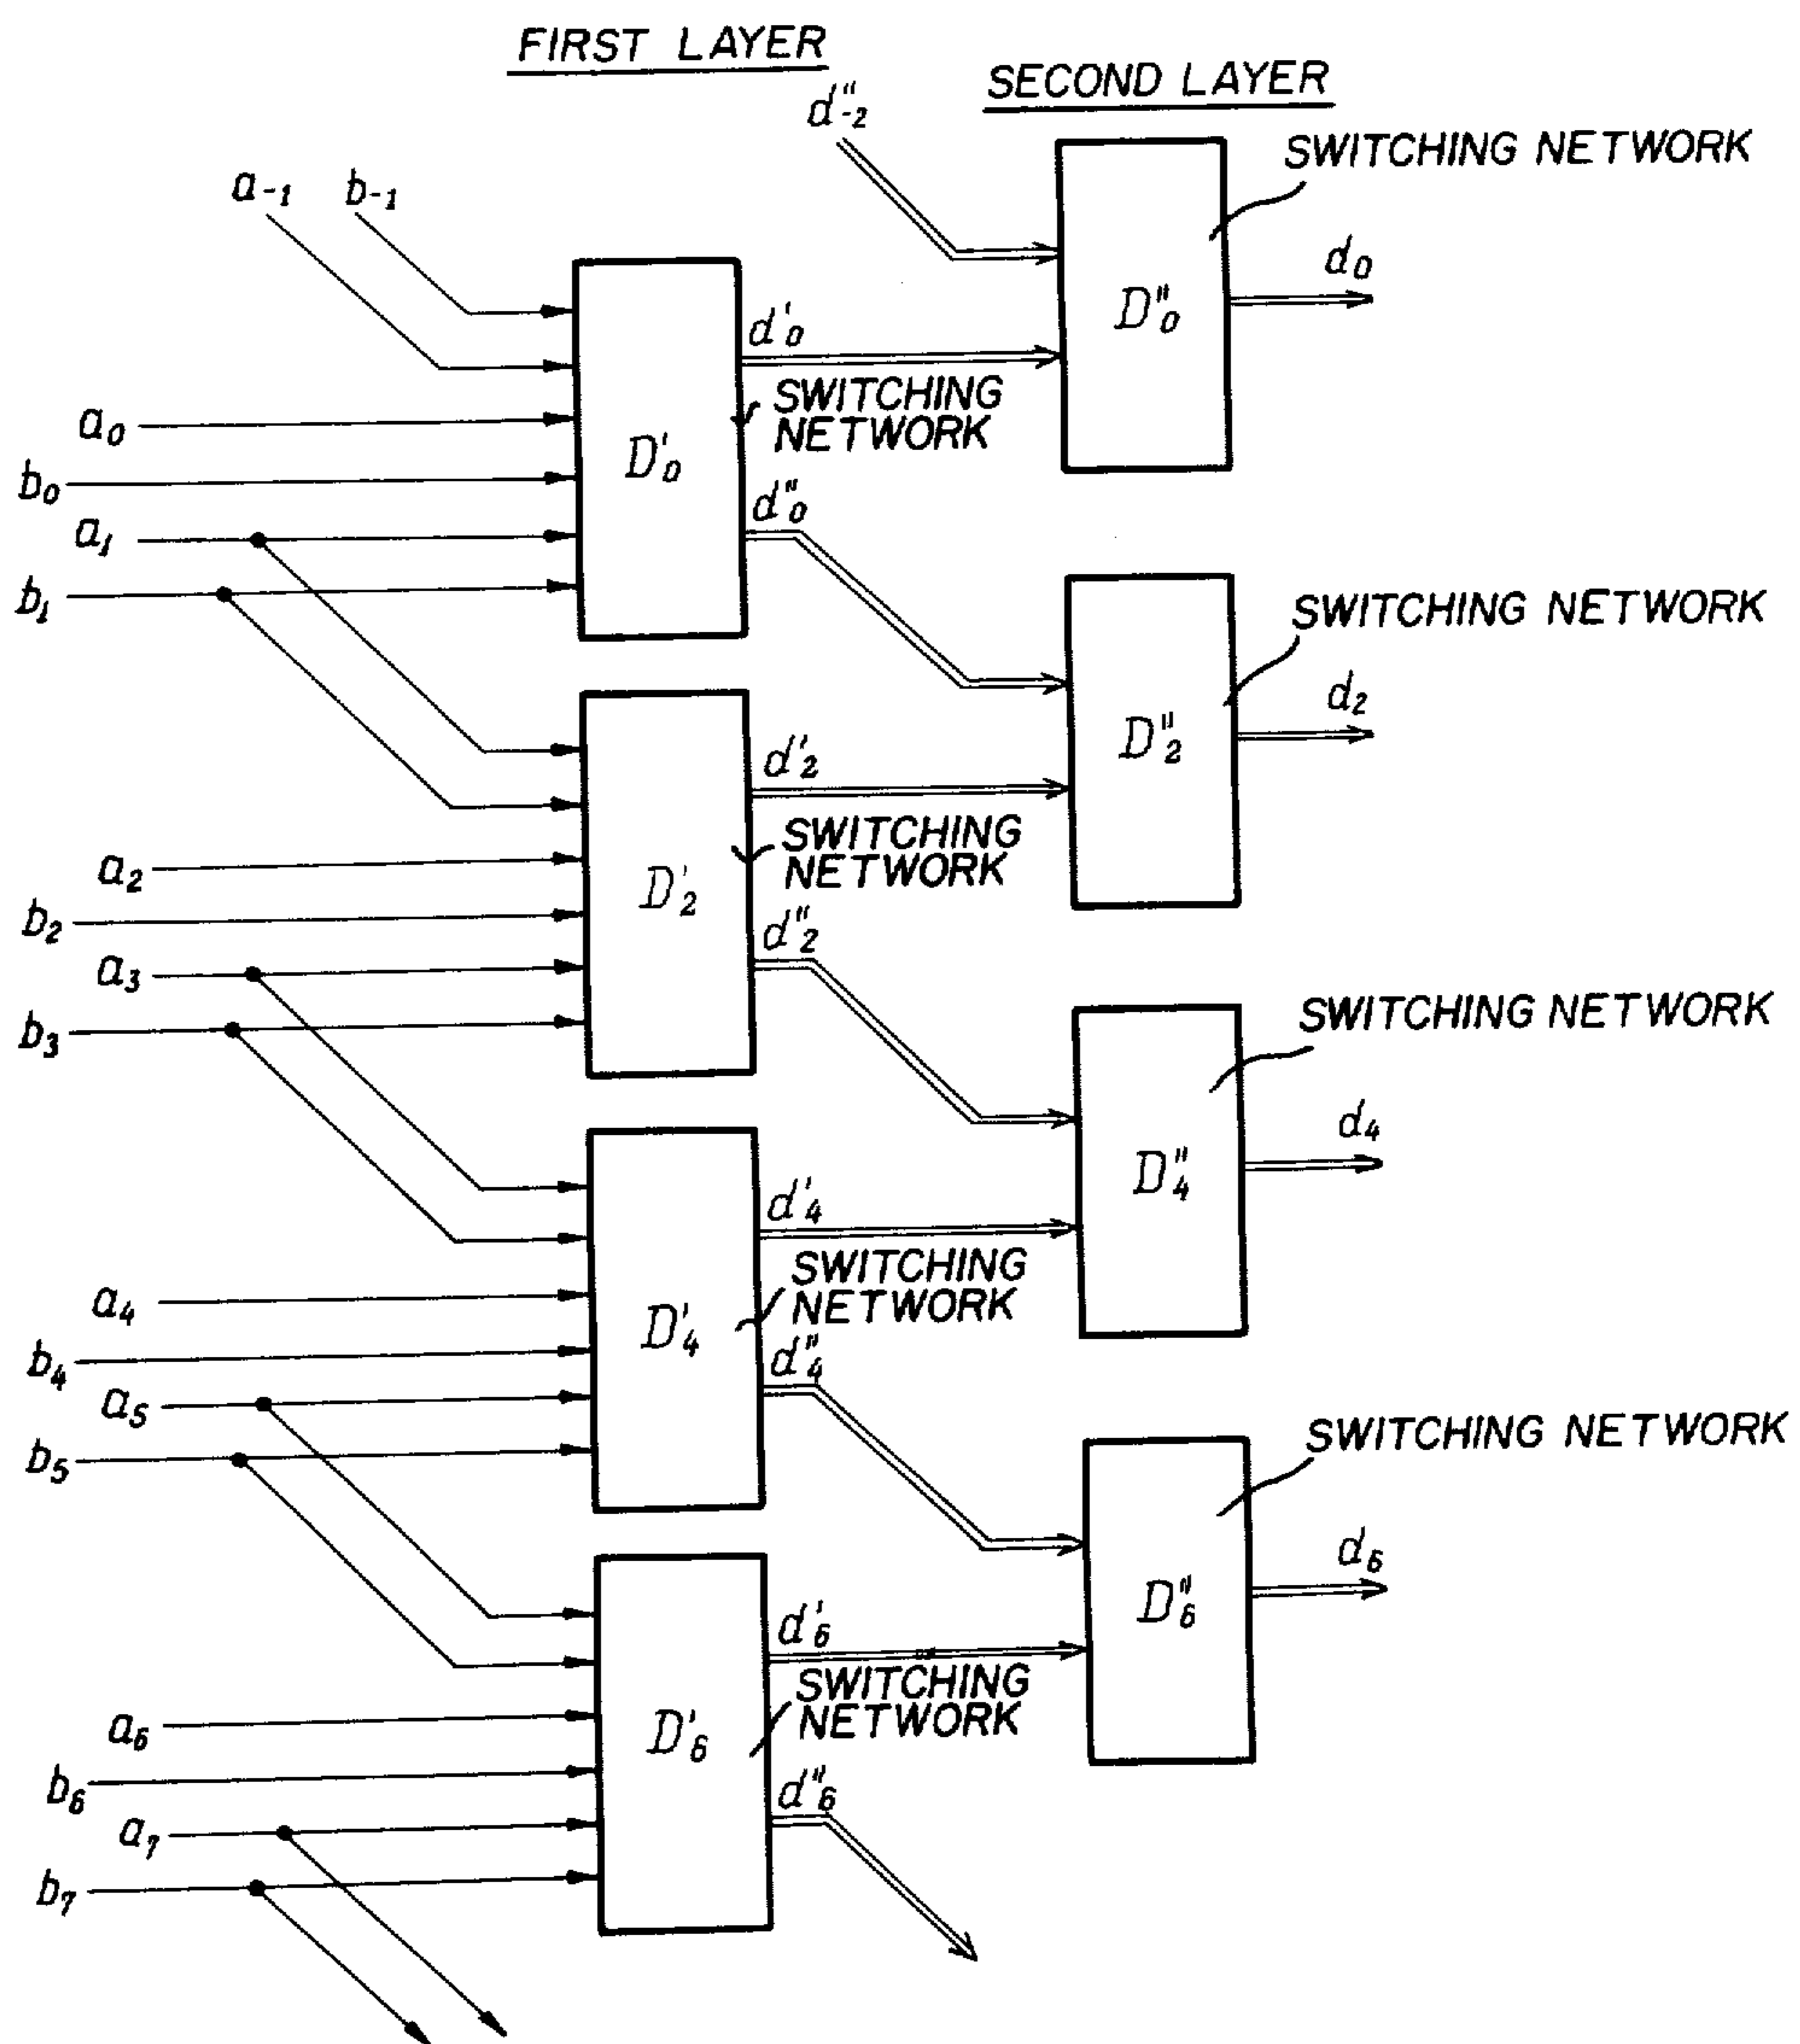 FIRST LAYER
SECOND LAYER
d"-2
SWITCHING NETWORK
a-1
b-1
d0
D"0
d'0
SWITCHING
NETWORK
a0
D'0
b0
d"0
a1
b1
SWITCHING NETWORK
d2
D"2
d'2
SWITCHING
NETWORK
a2
D'2
b2
d"2
a3
b3
SWITCHING NETWORK
d4
D"4
d'4
SWITCHING
NETWORK
a4
D'4
b4
d"4
a5
b5
SWITCHING NETWORK
d6
D"6
d'6
SWITCHING
NETWORK
a6
D'6
b6
d"6
a7
b7